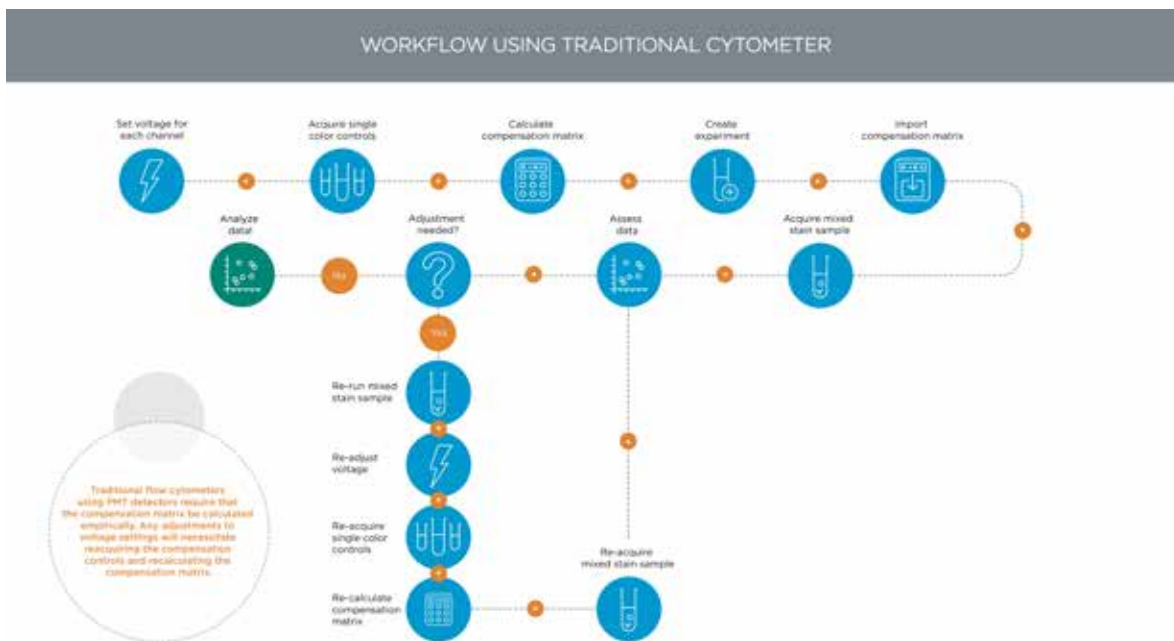 WORKFLOW USING TRADITIONAL CYTOMETER
Set voltage for
each channel
Acquire single
color controls
Calculate
compensation matrix
Create
experiment
Import
compensation matrix
Analyze
data!
Adjustment
needed?
Assess
data
Acquire mixed
stain sample
No
Yes
Re-run mixed
stain sample
Re-adjust
voltage
Re-acquire
single color
controls
Re-calculate
compensation
matrix
Re-acquire
mixed stain sample
Traditional flow cytometers
using PMT detectors require that
the compensation matrix be calculated
empirically. Any adjustments to
voltage settings will necessitate
reacquiring the compensation
controls and recalculating the
compensation matrix.